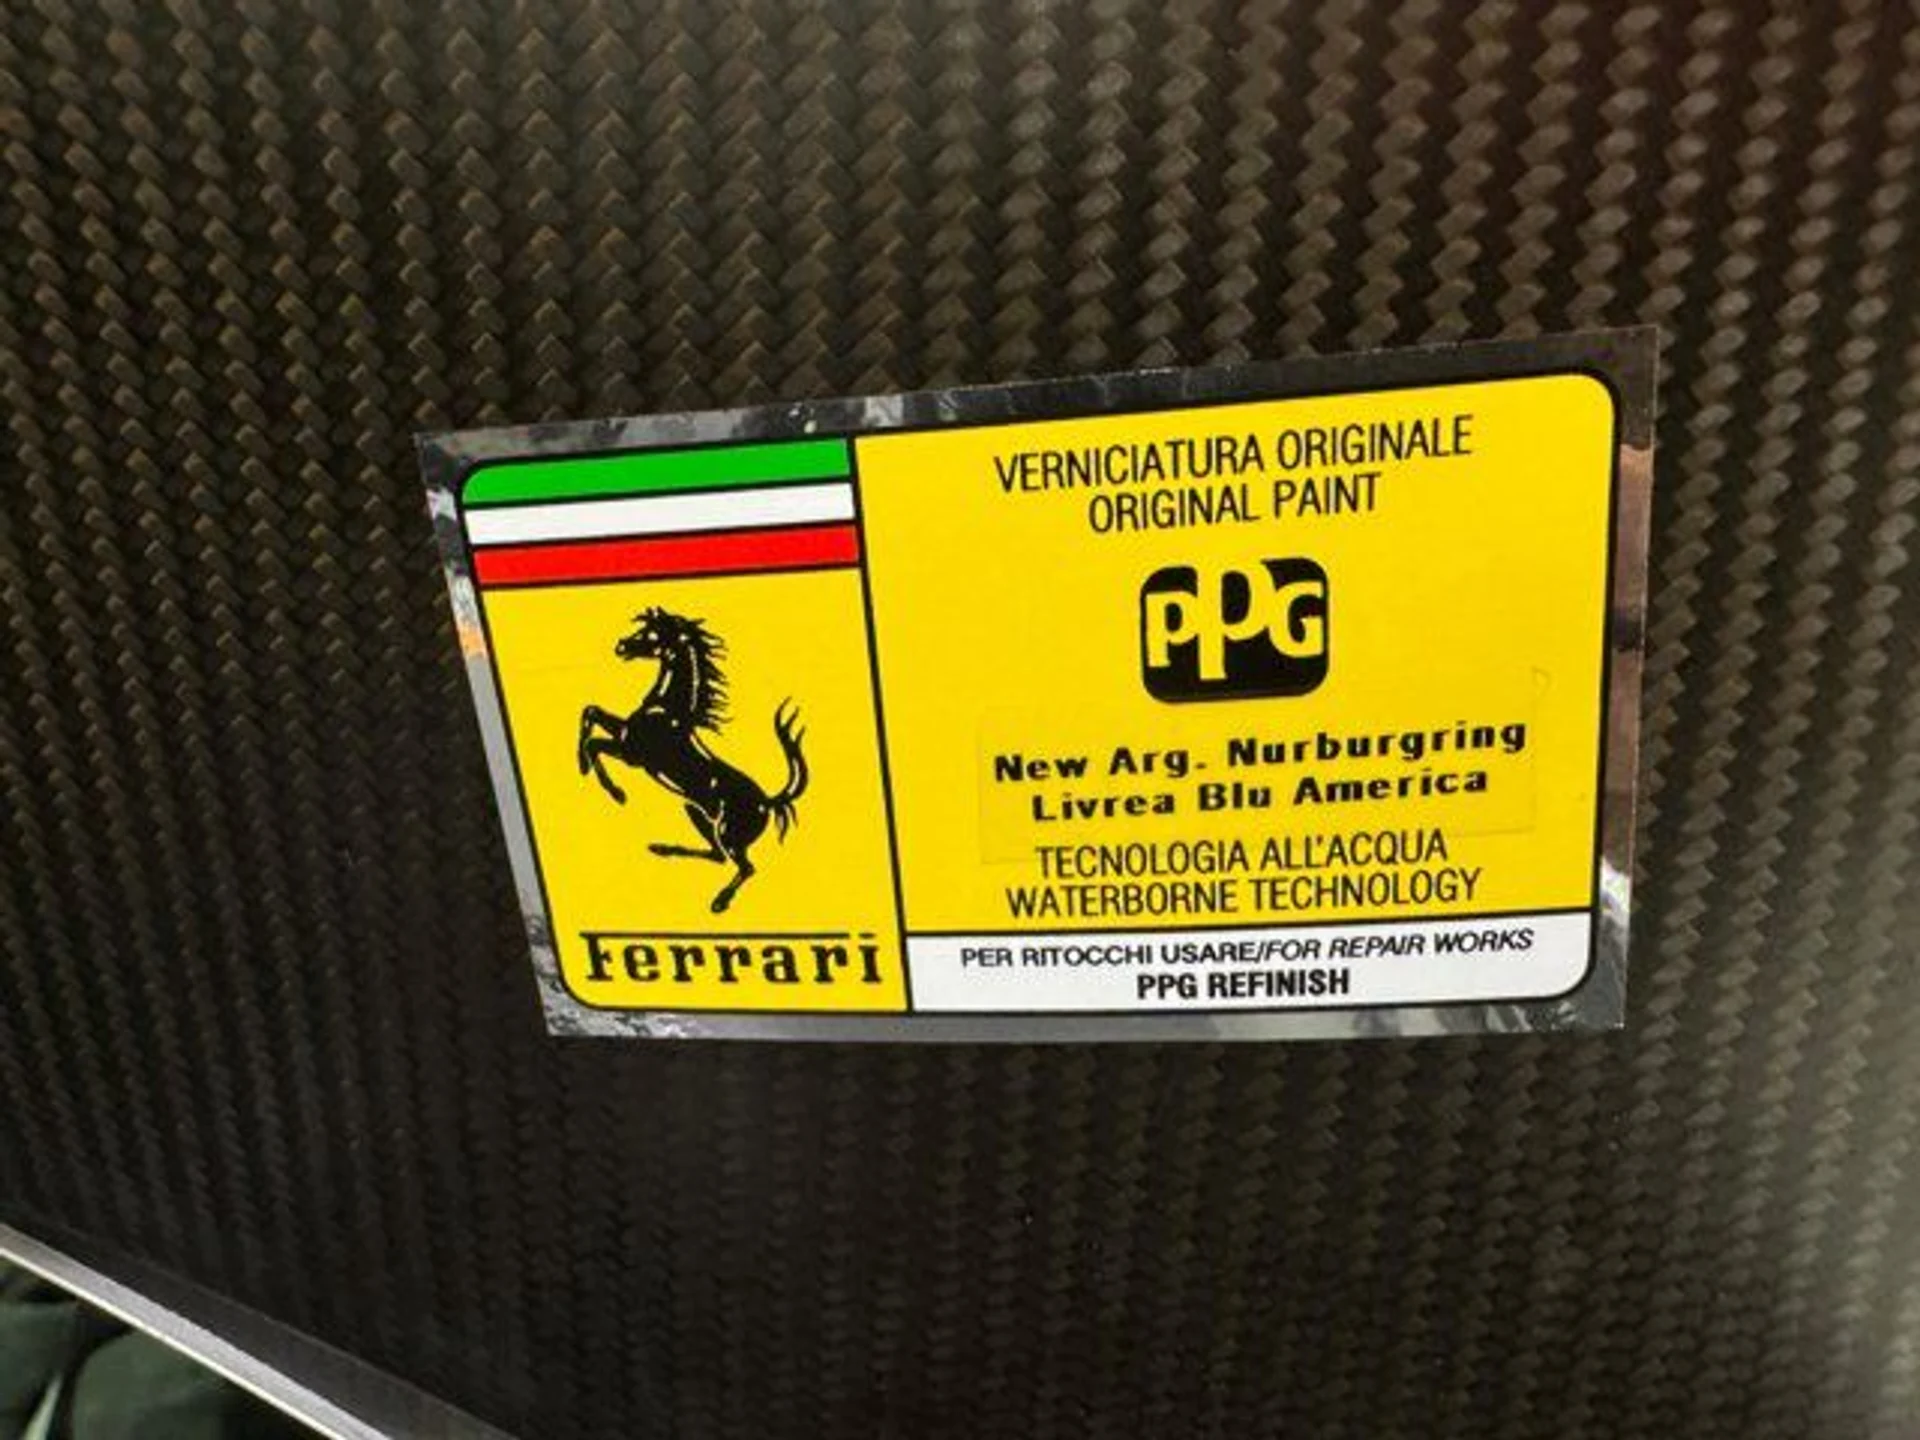 Ferrari
VERNICIATURA ORIGINALE
ORIGINAL PAINT
PPG
New Arg. Nurburgring
Livrea Blu America
TECNOLOGIA ALL'ACQUA
WATERBORNE TECHNOLOGY
PER RITOCCHI USARE/FOR REPAIR WORKS
PPG REFINISH